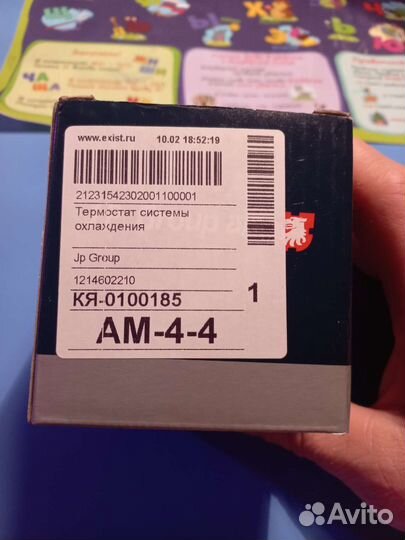 www.exist.ru 10.02 18:52:19
21231542302001100001
Термостат системы
охлаждения
Jp Group
1214602210
КЯ-0100185
1
АМ-4-4
Avito